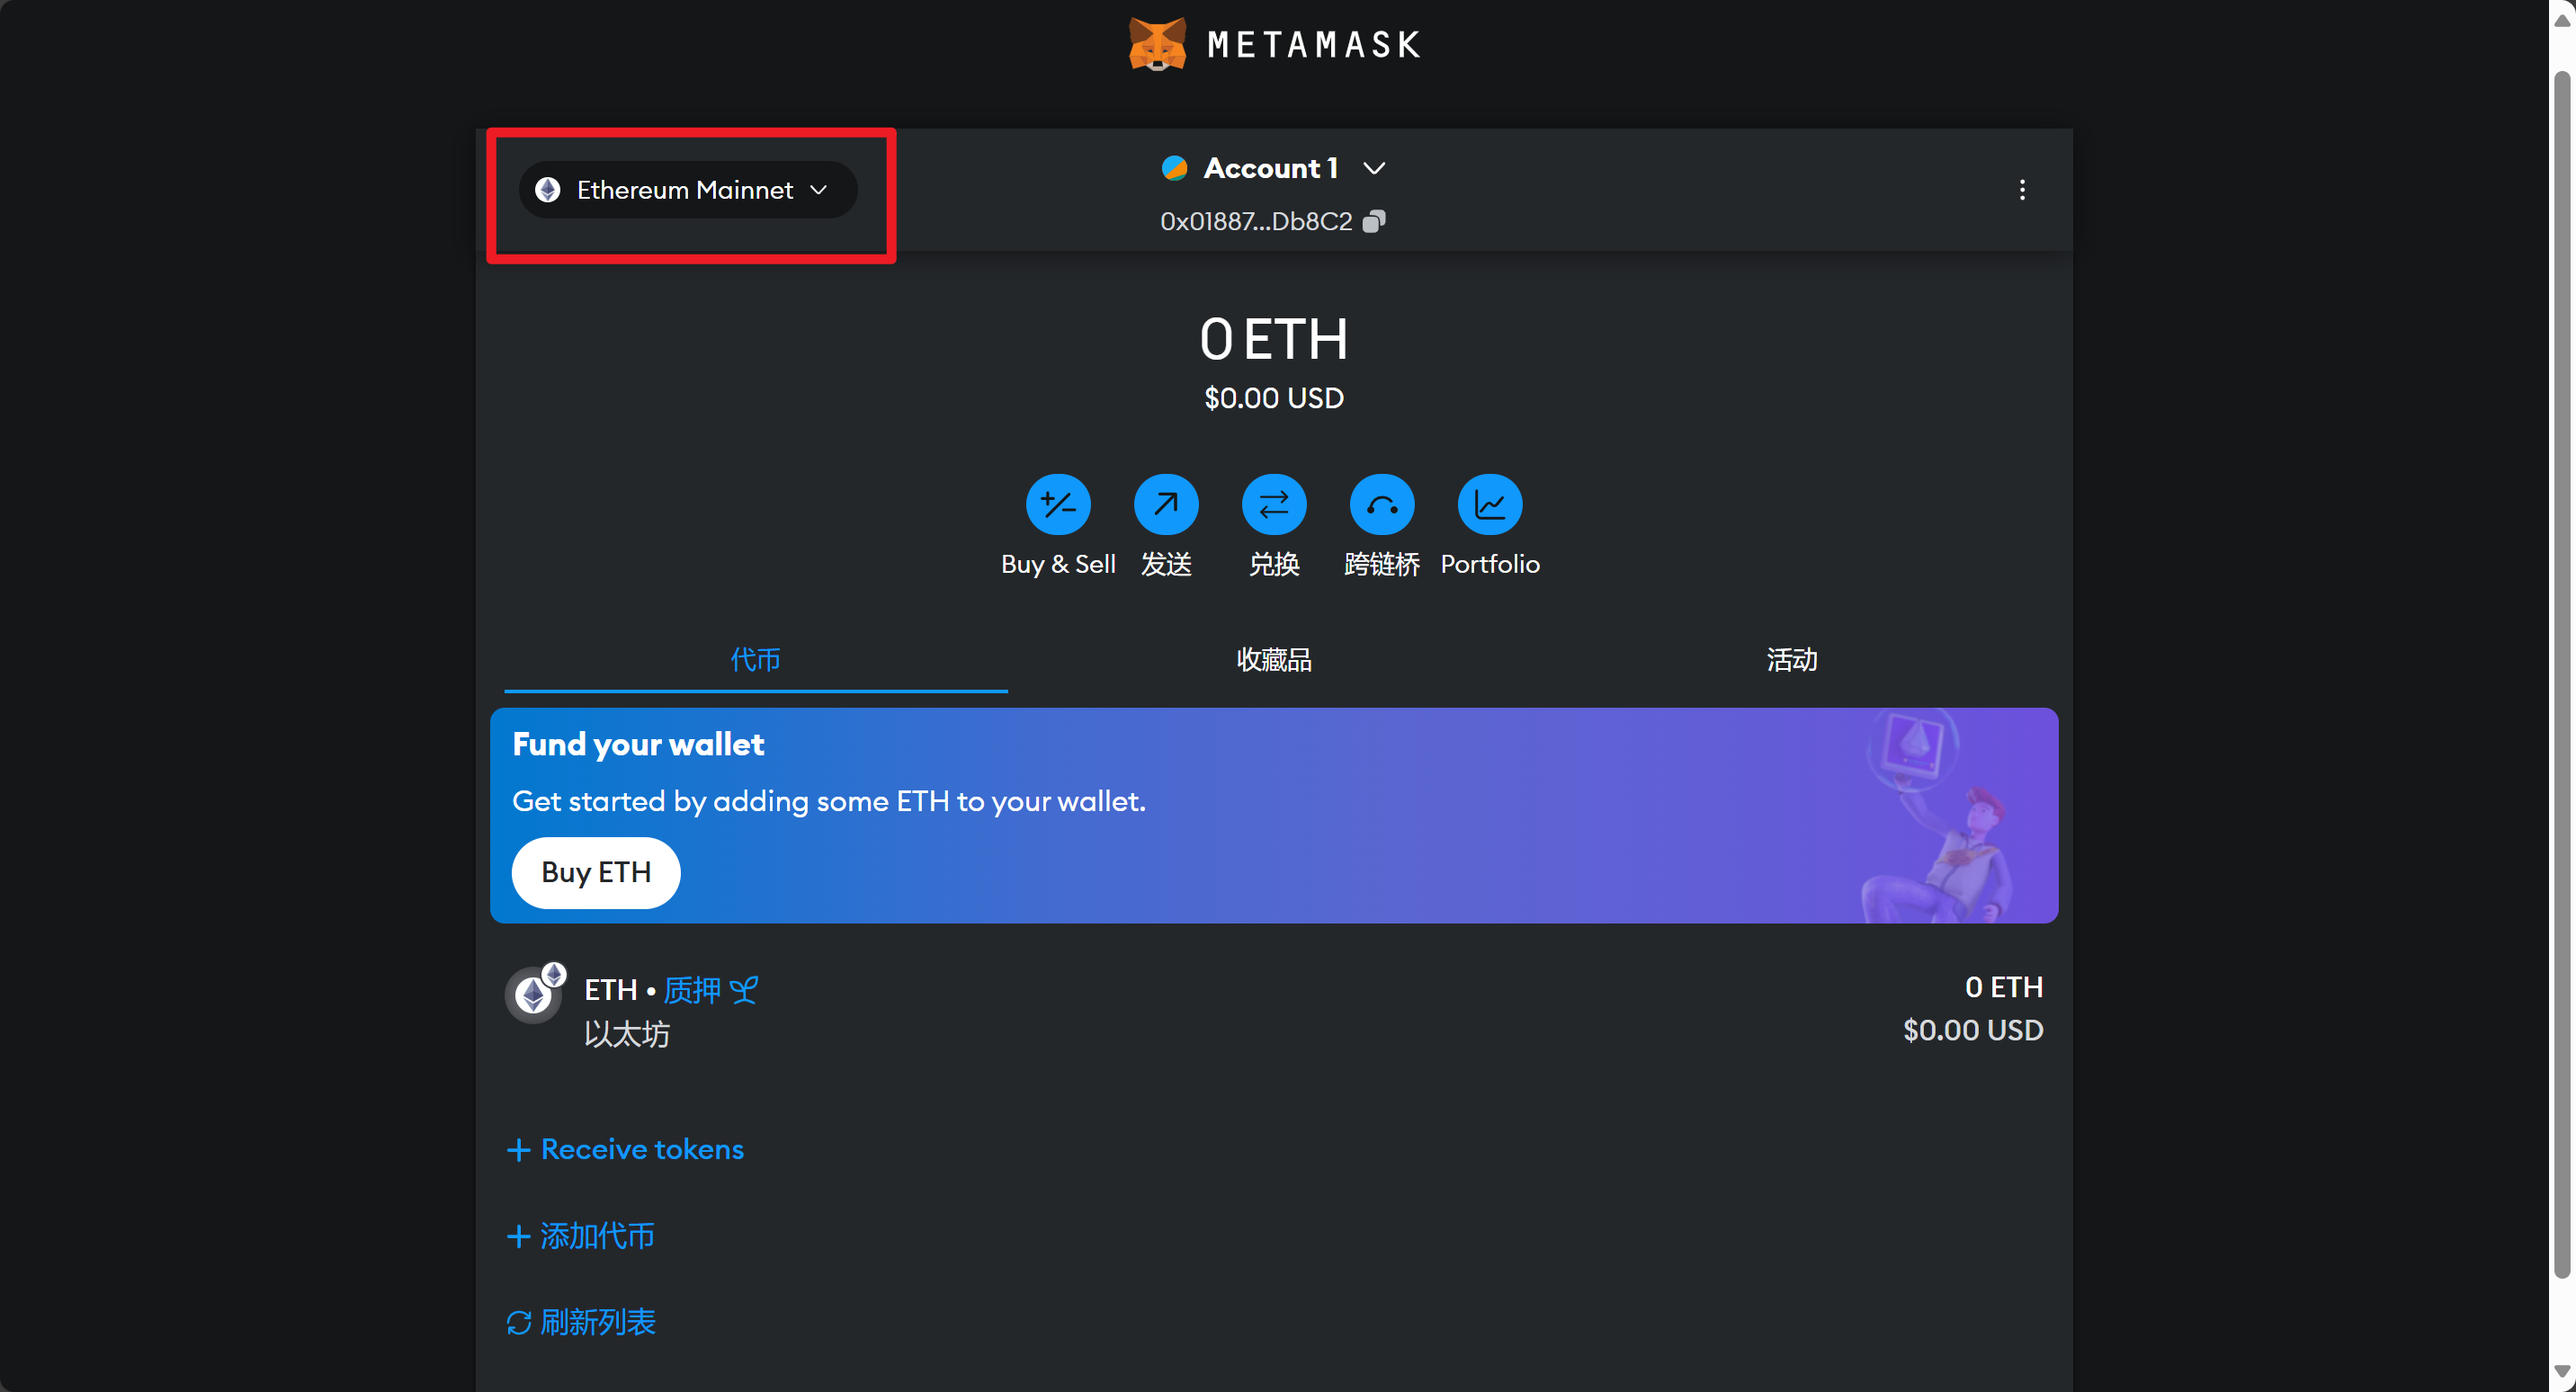 METAMASK
Ethereum Mainnet
Account 1
0x01887...Db8C2
0 ETH
$0.00 USD
Buy & Sell
发送
兑换
跨链桥
Portfolio
代币
收藏品
活动
Fund your wallet
Get started by adding some ETH to your wallet.
Buy ETH
ETH • 质押
0 ETH
以太坊
$0.00 USD
+ Receive tokens
+ 添加代币
刷新列表